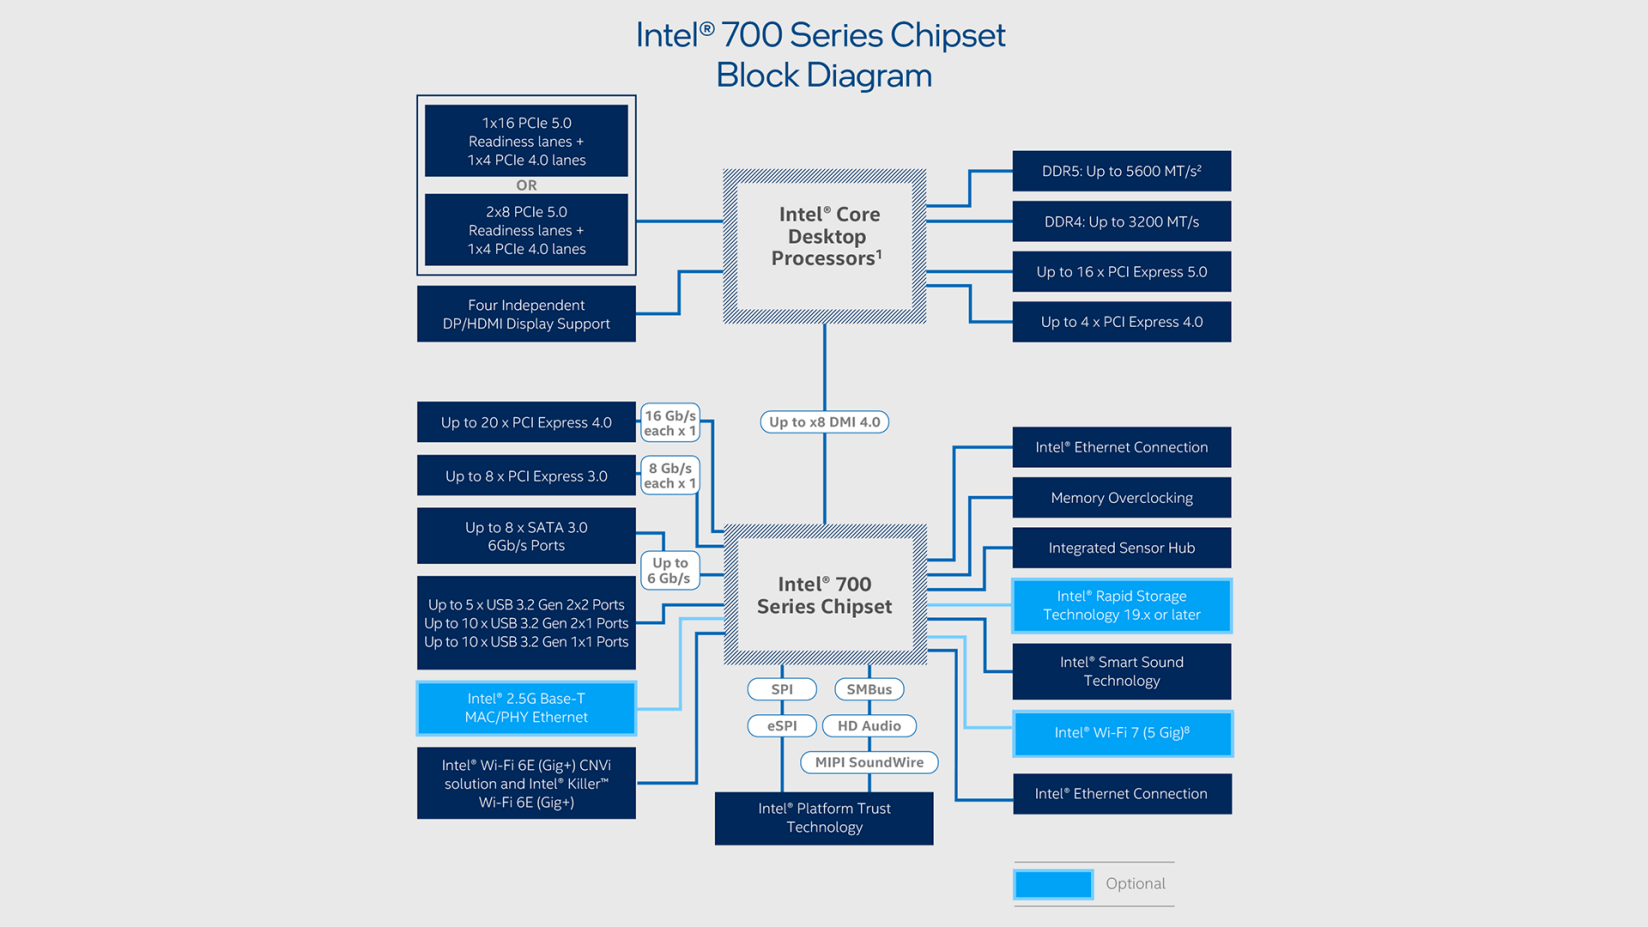 Intel® 700 Series Chipset
Block Diagram
1x16 PCIe 5.0
Readiness lanes +
1x4 PCIe 4.0 lanes
OR
2x8 PCIe 5.0
Readiness lanes +
1x4 PCIe 4.0 lanes
Four Independent
DP/HDMI Display Support
Intel® Core
Desktop
Processors¹
DDR5: Up to 5600 MT/s²
DDR4: Up to 3200 MT/s
Up to 16 x PCI Express 5.0
Up to 4 x PCI Express 4.0
Up to x8 DMI 4.0
Up to 20 x PCI Express 4.0
16 Gb/s
each x 1
Up to 8 x PCI Express 3.0
8 Gb/s
each x 1
Up to 8 x SATA 3.0
6Gb/s Ports
Up to
6 Gb/s
Up to 5 x USB 3.2 Gen 2x2 Ports
Up to 10 x USB 3.2 Gen 2x1 Ports
Up to 10 x USB 3.2 Gen 1x1 Ports
Intel® 2.5G Base-T
MAC/PHY Ethernet
Intel® Wi-Fi 6E (Gig+) CNVi
solution and Intel® Killer™
Wi-Fi 6E (Gig+)
Intel® 700
Series Chipset
SPI
SMBus
eSPI
HD Audio
MIPI SoundWire
Intel® Platform Trust
Technology
Intel® Ethernet Connection
Memory Overclocking
Integrated Sensor Hub
Intel® Rapid Storage
Technology 19.x or later
Intel® Smart Sound
Technology
Intel® Wi-Fi 7 (5 Gig)⁸
Intel® Ethernet Connection
Optional